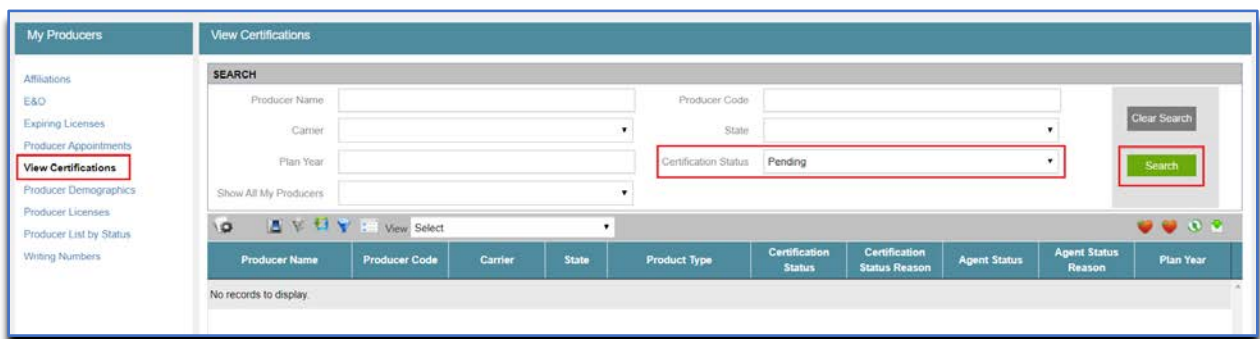 My Producers
View Certifications
Affiliations
E&O
Expiring Licenses
Producer Appointments
View Certifications
Producer Demographics
Producer Licenses
Producer List by Status
Writing Numbers
SEARCH
Producer Name
Producer Code
Carrier
State
Plan Year
Certification Status Pending
Show All My Producers
Clear Search
Search
View Select
Producer Name Producer Code Carrier State Product Type Certification Status Certification Status Reason Agent Status Agent Status Reason Plan Year
No records to display.